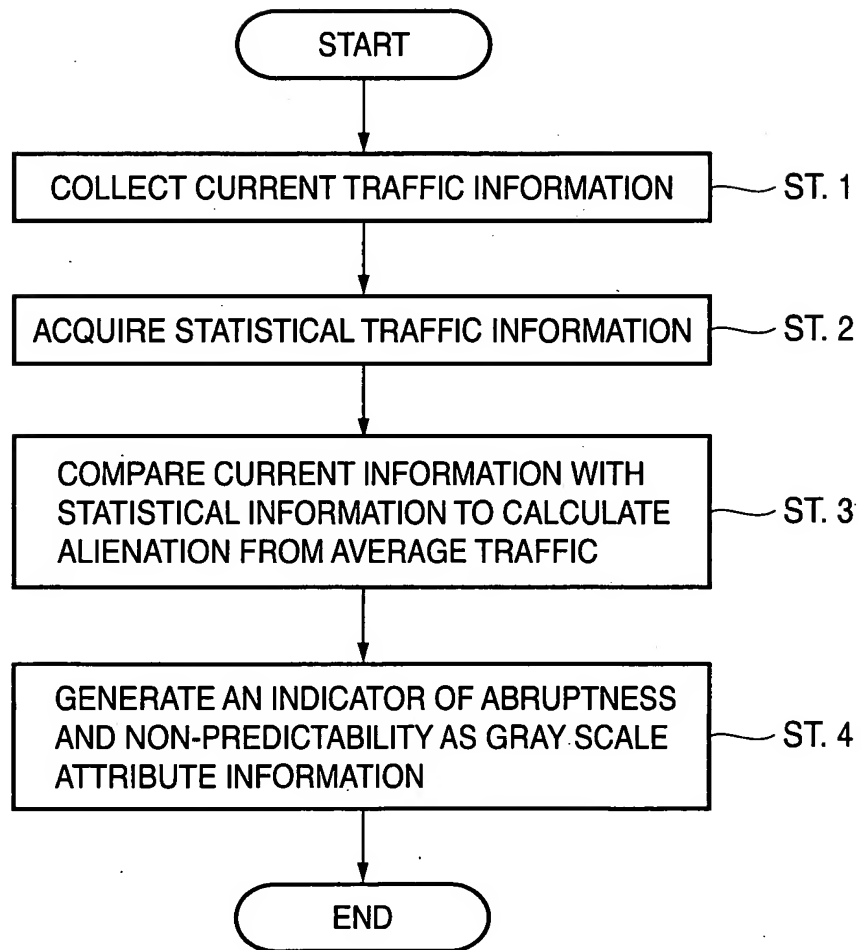 START
COLLECT CURRENT TRAFFIC INFORMATION
ST. 1
ACQUIRE STATISTICAL TRAFFIC INFORMATION
ST. 2
COMPARE CURRENT INFORMATION WITH
STATISTICAL INFORMATION TO CALCULATE
ALIENATION FROM AVERAGE TRAFFIC
ST. 3
GENERATE AN INDICATOR OF ABRUPTNESS
AND NON-PREDICTABILITY AS GRAY SCALE
ATTRIBUTE INFORMATION
ST. 4
END